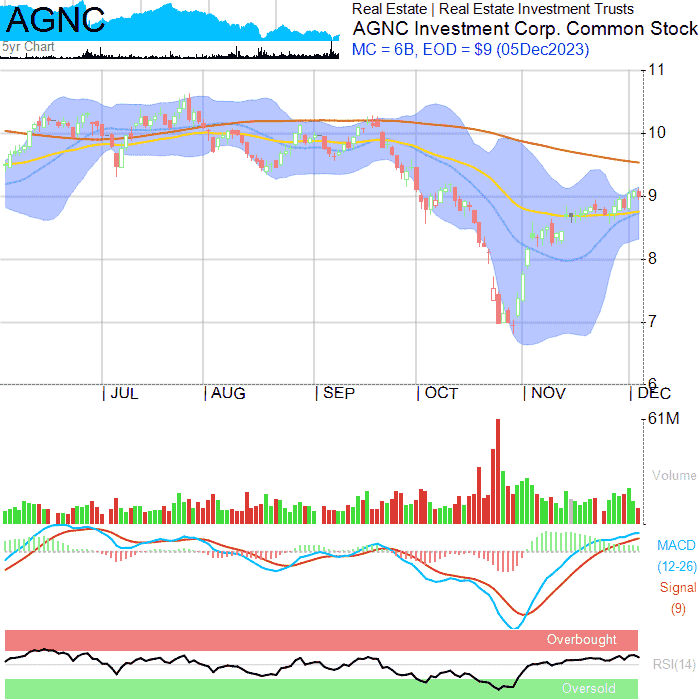 AGNC
5yr Chart
Real Estate | Real Estate Investment Trusts
AGNC Investment Corp. Common Stock
MC = 6B, EOD = $9 (05Dec2023)
11
10
9
8
7
6
JUL AUG SEP OCT NOV DEC
61M
Volume
MACD
(12-26)
Signal
(9)
Overbought
RSI(14)
Oversold